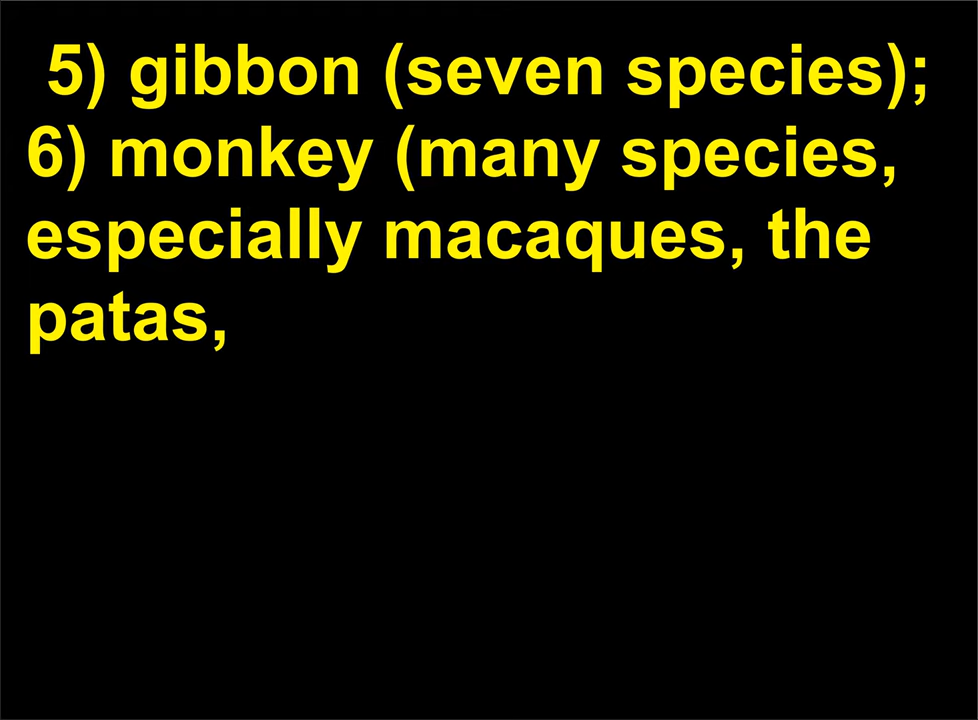 5) gibbon (seven species);
6) monkey (many species,
especially macaques, the
patas,